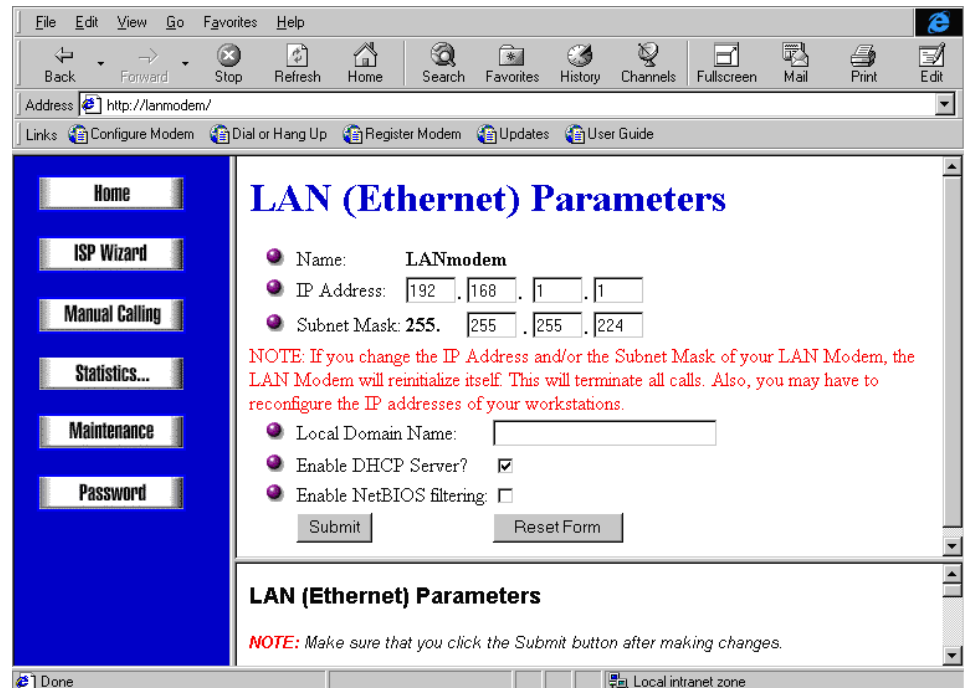 File Edit View Go Favorites Help
Back Forward Stop Refresh Home Search Favorites History Channels Fullscreen Mail Print Edit
Address http://lanmodem/
Links Configure Modem Dial or Hang Up Register Modem Updates User Guide
Home
ISP Wizard
Manual Calling
Statistics...
Maintenance
Password
LAN (Ethernet) Parameters
Name: LANmodem
IP Address: 192 . 168 . 1 . 1
Subnet Mask: 255. 255 . 255 . 224
NOTE: If you change the IP Address and/or the Subnet Mask of your LAN Modem, the
LAN Modem will reinitialize itself. This will terminate all calls. Also, you may have to
reconfigure the IP addresses of your workstations.
Local Domain Name:
Enable DHCP Server?
Enable NetBIOS filtering:
Submit Reset Form
LAN (Ethernet) Parameters
NOTE: Make sure that you click the Submit button after making changes.
Done Local intranet zone